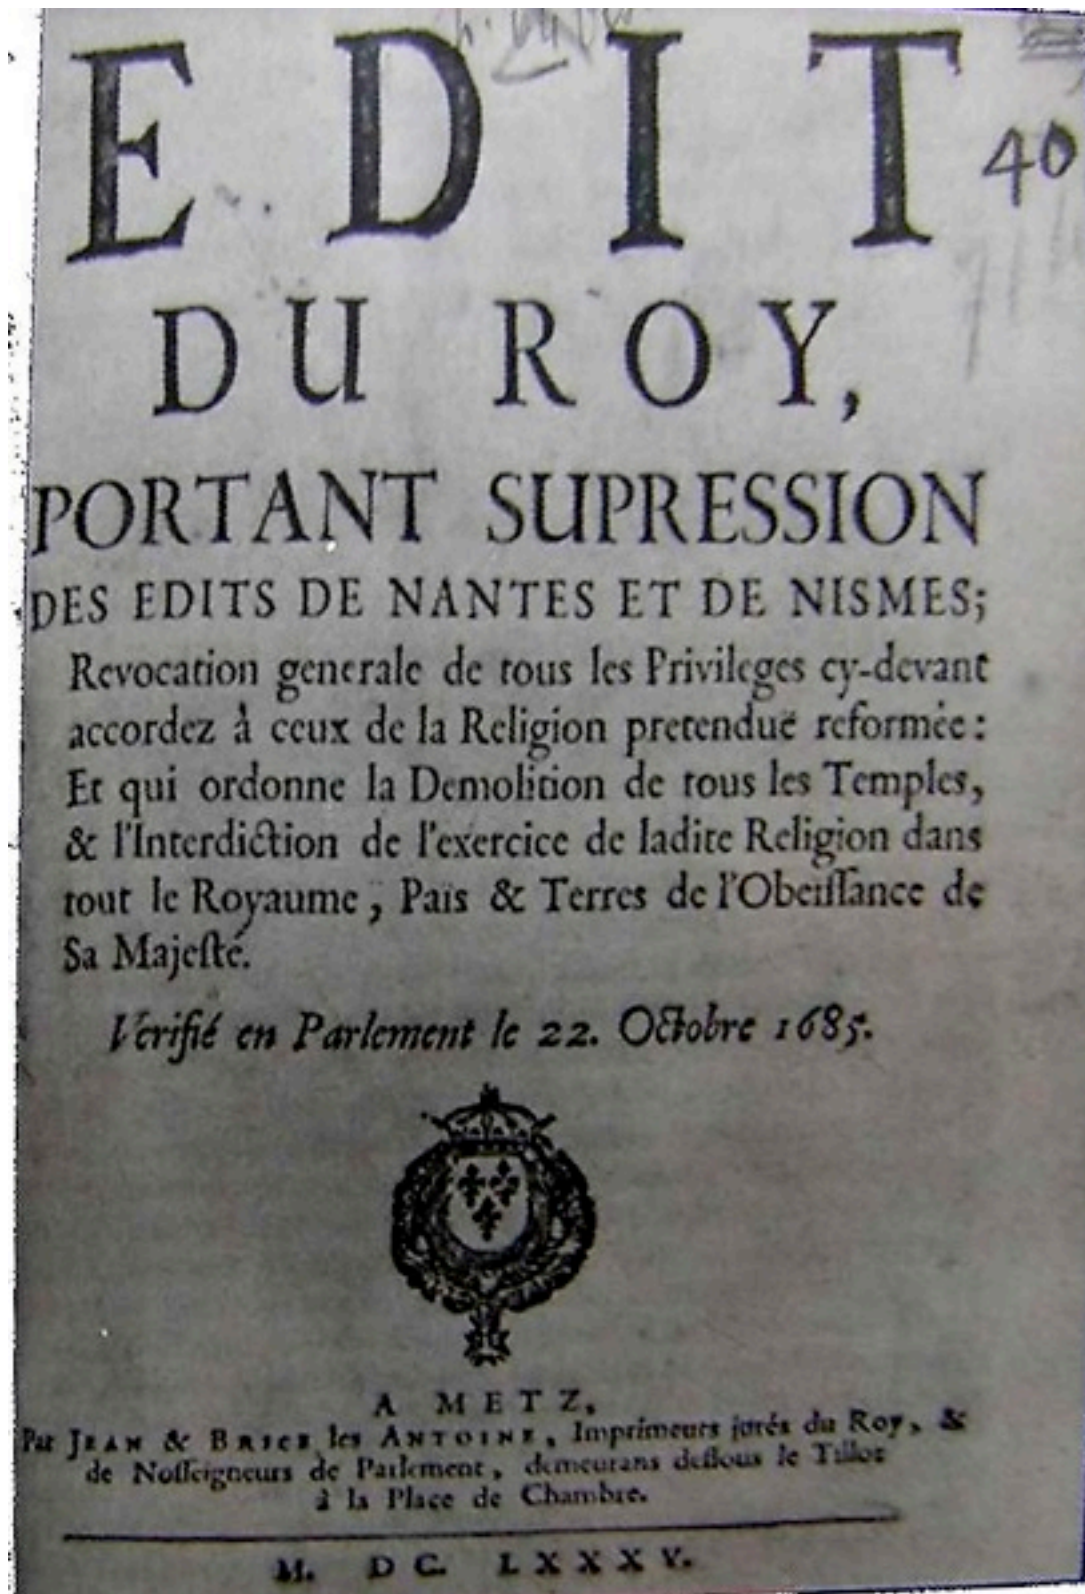 EDIT
40
DU ROY,
PORTANT SUPRESSION
DES EDITS DE NANTES ET DE NISMES;
Revocation generale de tous les Privileges cy-devant
accordez à ceux de la Religion pretenduë reformée:
Et qui ordonne la Demolition de tous les Temples,
& l'Interdiction de l'exercice de ladite Religion dans
tout le Royaume, Païs & Terres de l'Obeïssance de
Sa Majesté.
Verifié en Parlement le 22. Octobre 1685.
A METZ,
Par JEAN & BRICE les ANTOINE, Imprimeurs jurés du Roy, &
de Nosseigneurs de Parlement, demeurans dessous le Tillot
à la Place de Chambre.
M. DC. LXXXV.